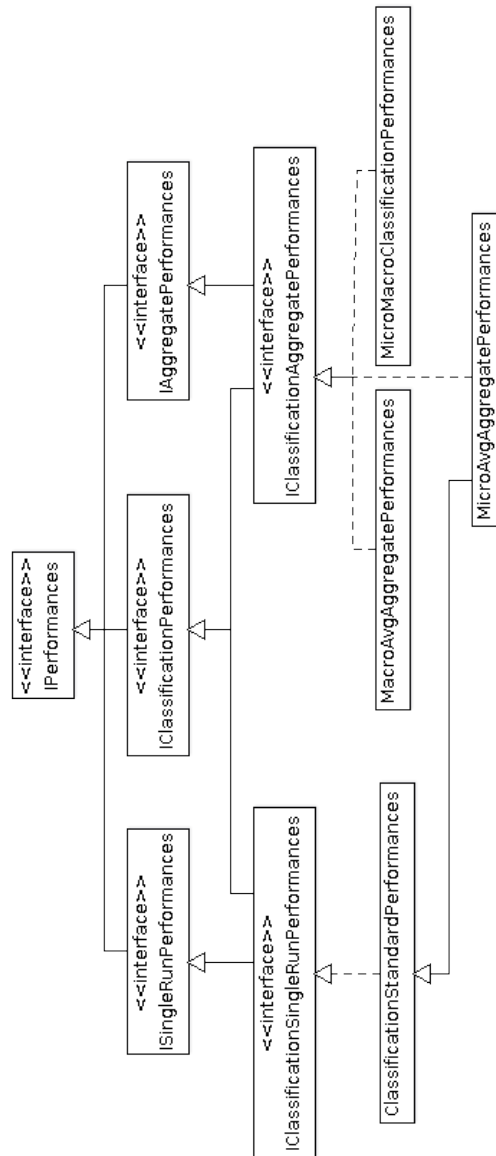 <<interface>>
IPerformances
<<interface>>
ISingleRunPerformances
<<interface>>
IClassificationPerformances
<<interface>>
IAggregatePerformances
<<interface>>
IClassificationSingleRunPerformances
<<interface>>
IClassificationAggregatePerformances
ClassificationStandardPerformances
MacroAvgAggregatePerformances
MicroMacroClassificationPerformances
MicroAvgAggregatePerformances